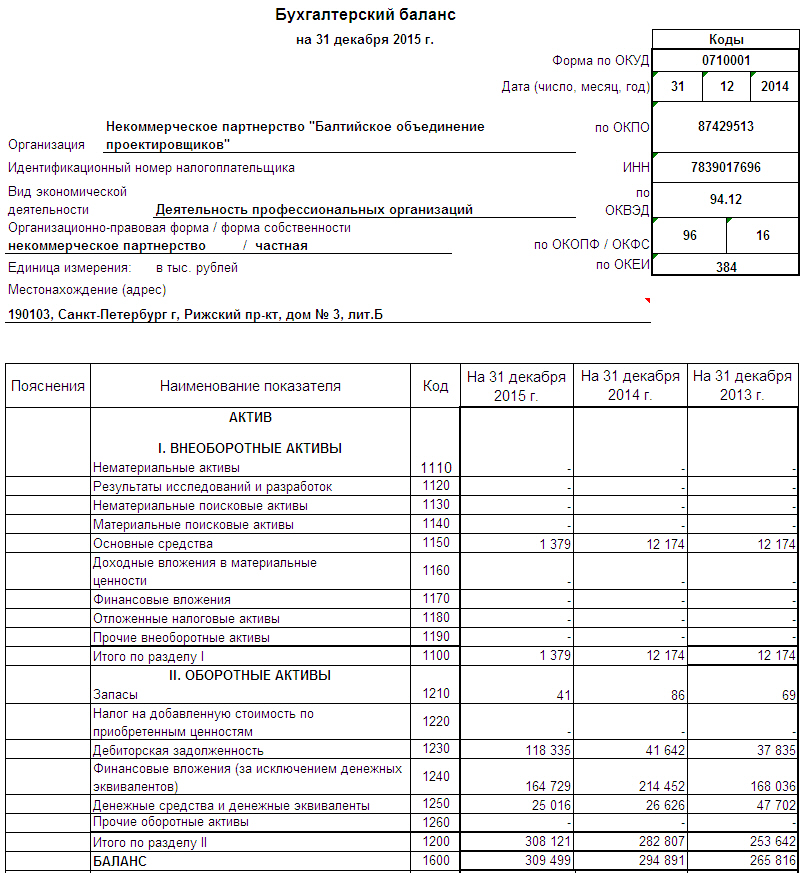 Бухгалтерский баланс
на 31 декабря 2015 г.
Коды
Форма по ОКУД 0710001
Дата (число, месяц, год) 31 12 2014
Организация Некоммерческое партнерство "Балтийское объединение
проектировщиков" по ОКПО 87429513
Идентификационный номер налогоплательщика ИНН 7839017696
Вид экономической
деятельности Деятельность профессиональных организаций по
ОКВЭД 94.12
Организационно-правовая форма / форма собственности
некоммерческое партнерство / частная по ОКОПФ / ОКФС 96 16
Единица измерения: в тыс. рублей по ОКЕИ 384
Местонахождение (адрес)
190103, Санкт-Петербург г, Рижский пр-кт, дом № 3, лит.Б
Пояснения Наименование показателя Код На 31 декабря 2015 г. На 31 декабря 2014 г. На 31 декабря 2013 г.
АКТИВ
I. ВНЕОБОРОТНЫЕ АКТИВЫ
Нематериальные активы 1110 - - -
Результаты исследований и разработок 1120 - - -
Нематериальные поисковые активы 1130 - - -
Материальные поисковые активы 1140 - - -
Основные средства 1150 1 379 12 174 12 174
Доходные вложения в материальные
ценности 1160 - - -
Финансовые вложения 1170 - - -
Отложенные налоговые активы 1180 - - -
Прочие внеоборотные активы 1190 - - -
Итого по разделу I 1100 1 379 12 174 12 174
II. ОБОРОТНЫЕ АКТИВЫ
Запасы 1210 41 86 69
Налог на добавленную стоимость по
приобретенным ценностям 1220 - - -
Дебиторская задолженность 1230 118 335 41 642 37 835
Финансовые вложения (за исключением денежных
эквивалентов) 1240 164 729 214 452 168 036
Денежные средства и денежные эквиваленты 1250 25 016 26 626 47 702
Прочие оборотные активы 1260 - - -
Итого по разделу II 1200 308 121 282 807 253 642
БАЛАНС 1600 309 499 294 891 265 816